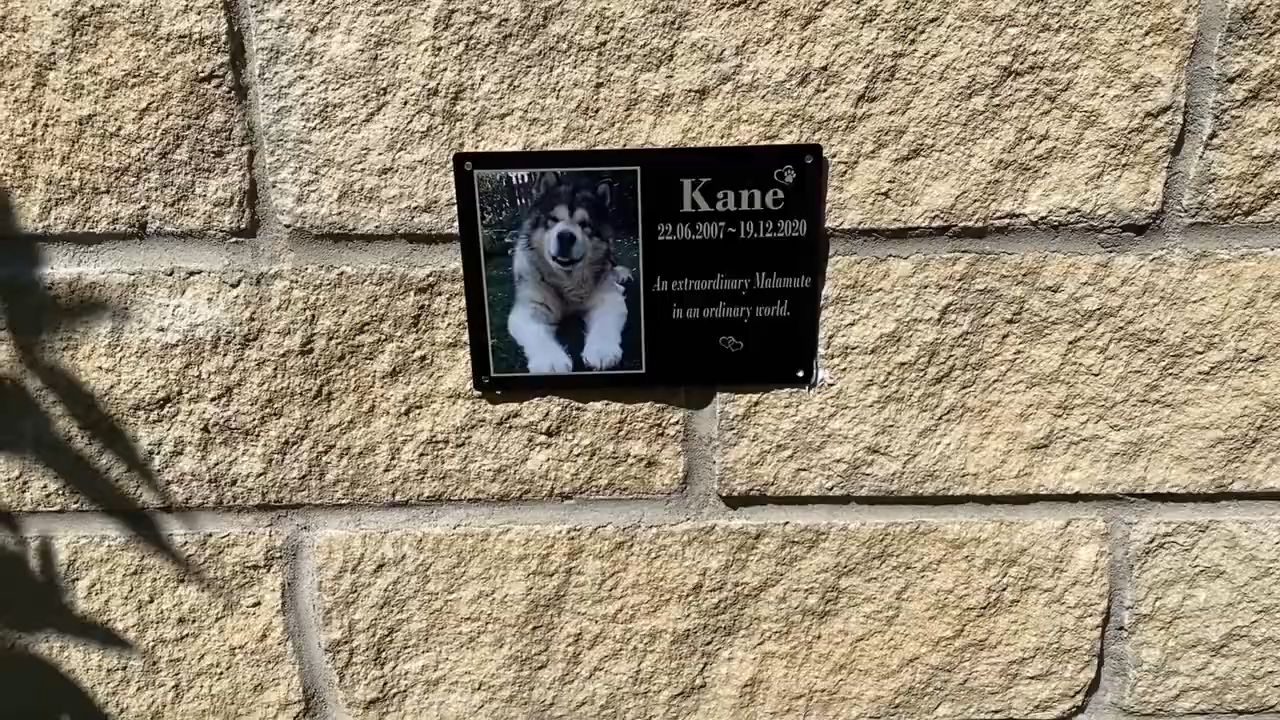 Kane
22.06.2007~19.12.2020
An extraordinary Malamute
in an ordinary world.